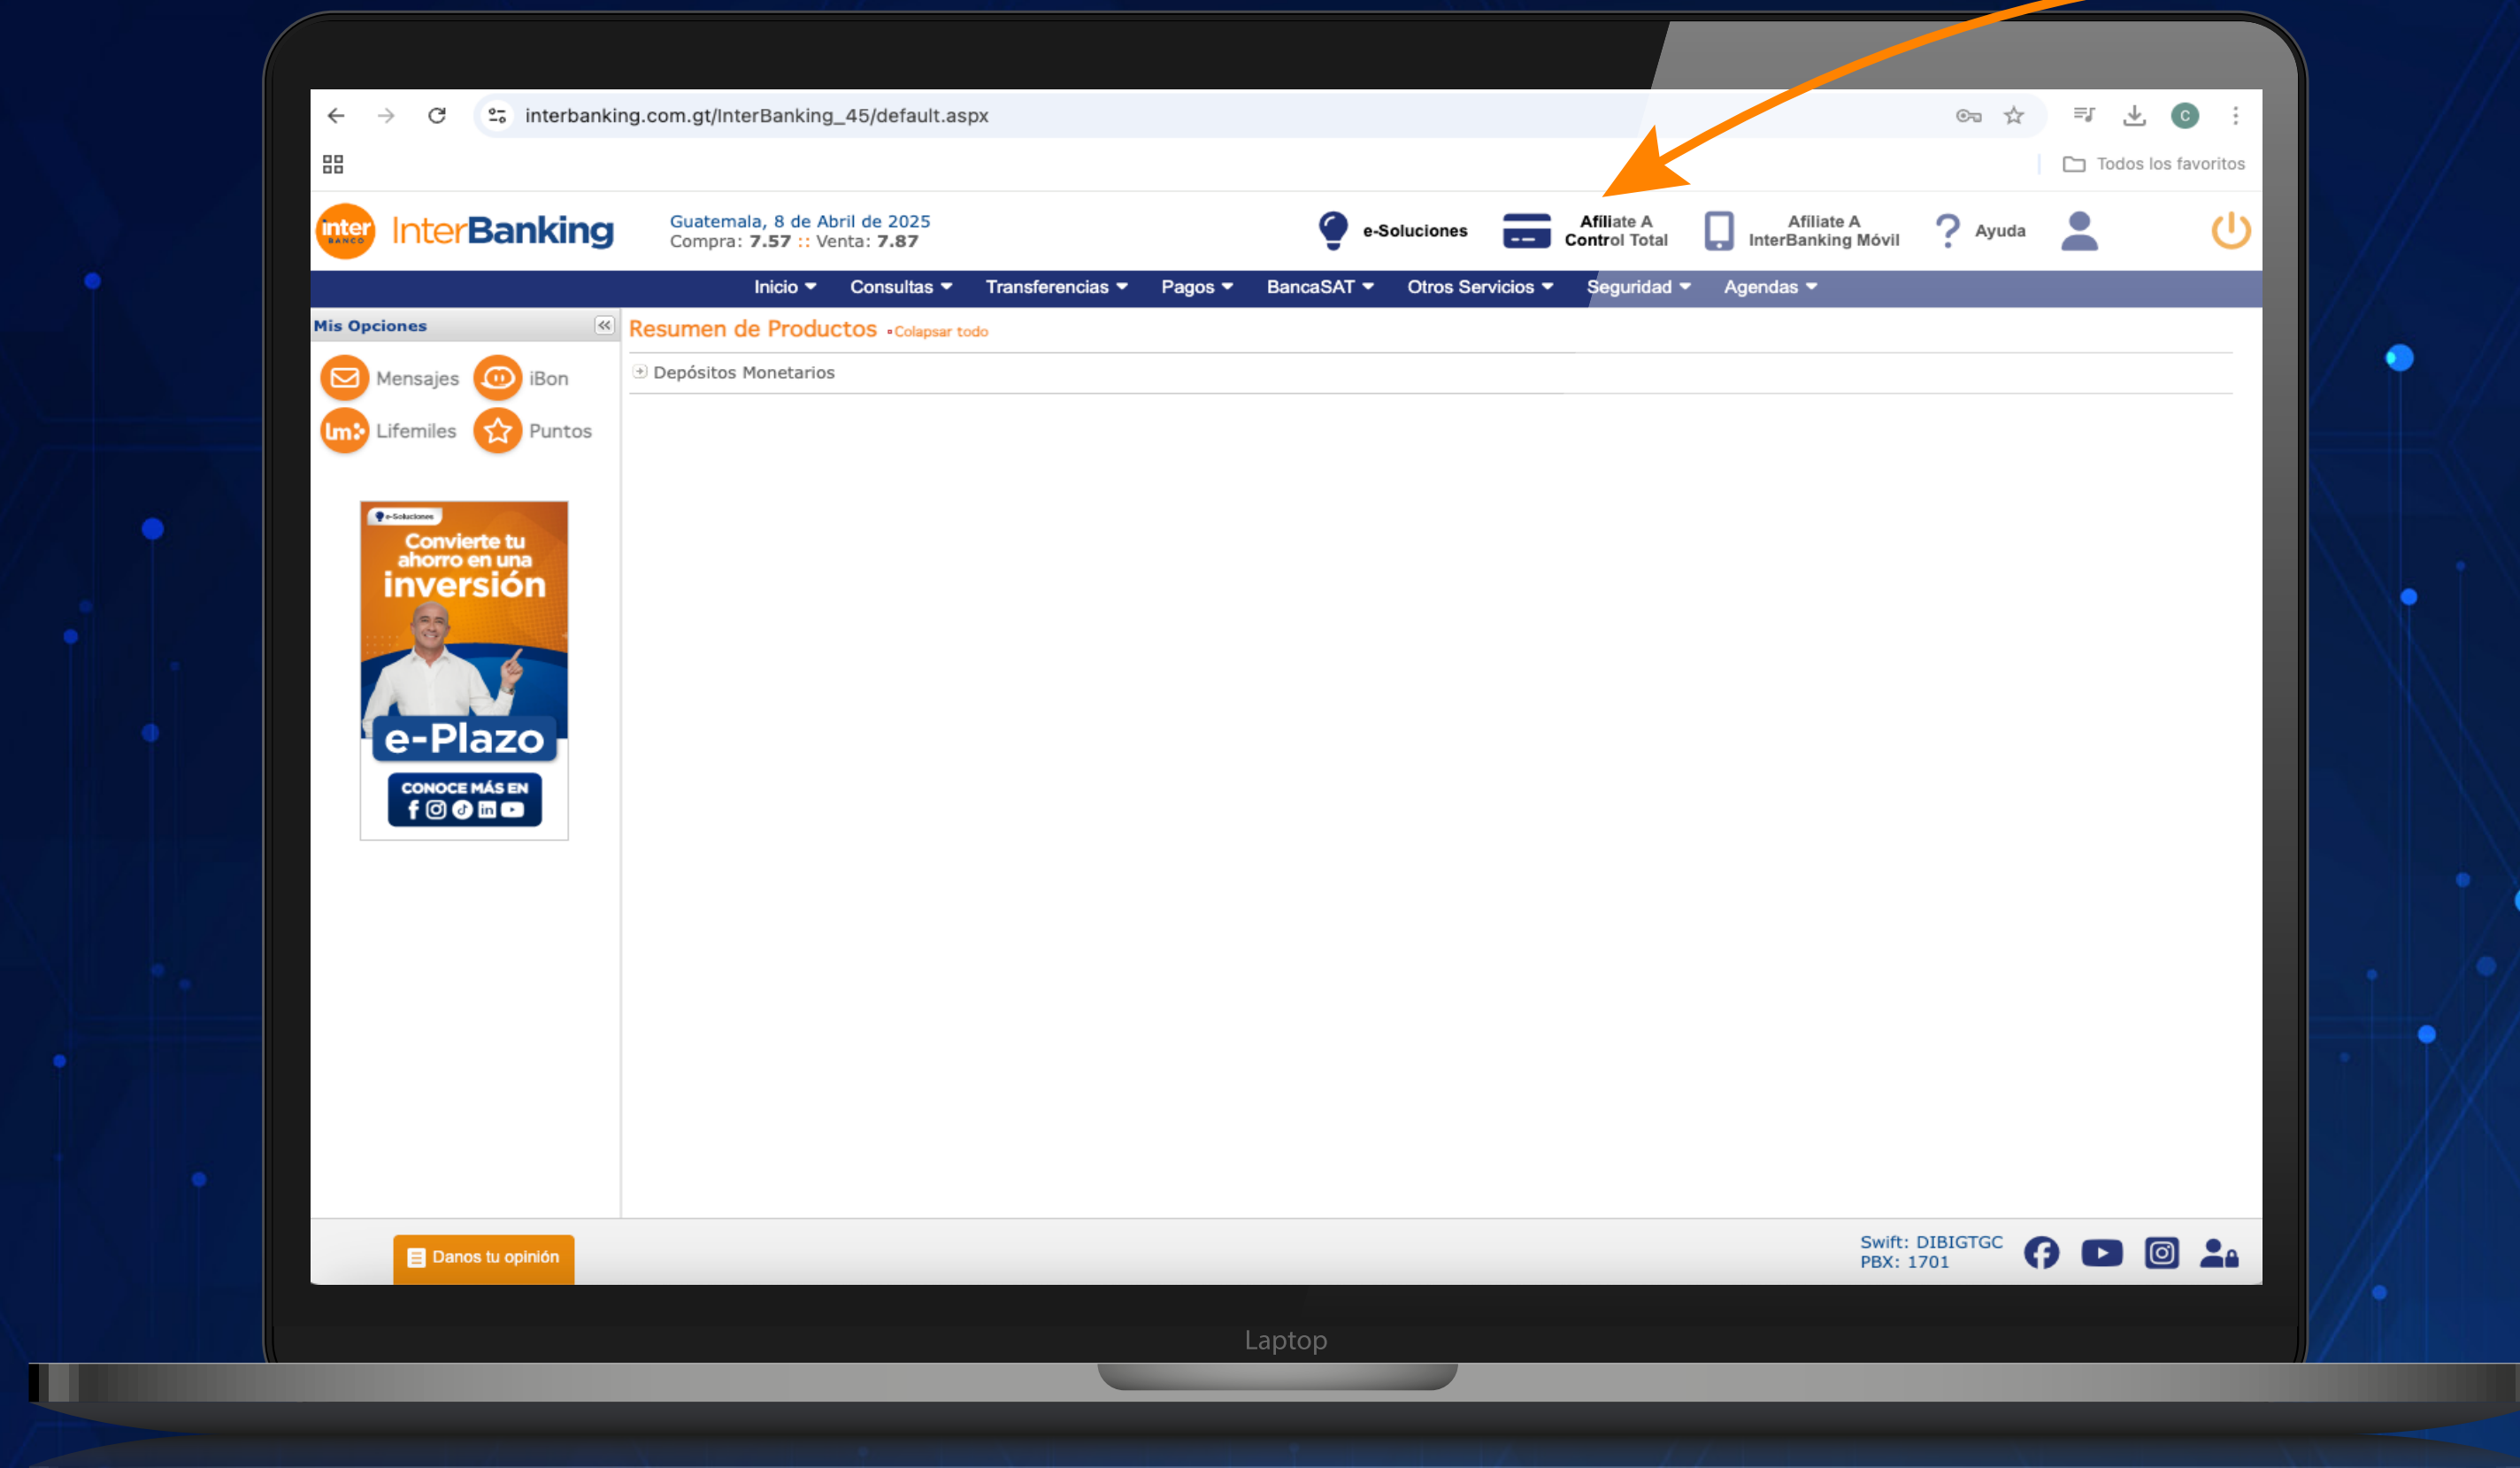 interbanking.com.gt/InterBanking_45/default.aspx
Todos los favoritos
inter
BANCO
InterBanking
Guatemala, 8 de Abril de 2025
Compra: 7.57 :: Venta: 7.87
e-Soluciones
Afiliate A
Control Total
Afiliate A
InterBanking Móvil
? Ayuda
Inicio
Consultas
Transferencias
Pagos
BancaSAT
Otros Servicios
Seguridad
Agendas
Mis Opciones
Resumen de Productos
Colapsar todo
Depósitos Monetarios
Mensajes
iBon
lm
Lifemiles
Puntos
e-Soluciones
Convierte tu
ahorro en una
inversión
e-Plazo
CONOCE MÁS EN
Danos tu opinión
Swift: DIBIGTGC
PBX: 1701
C
Laptop